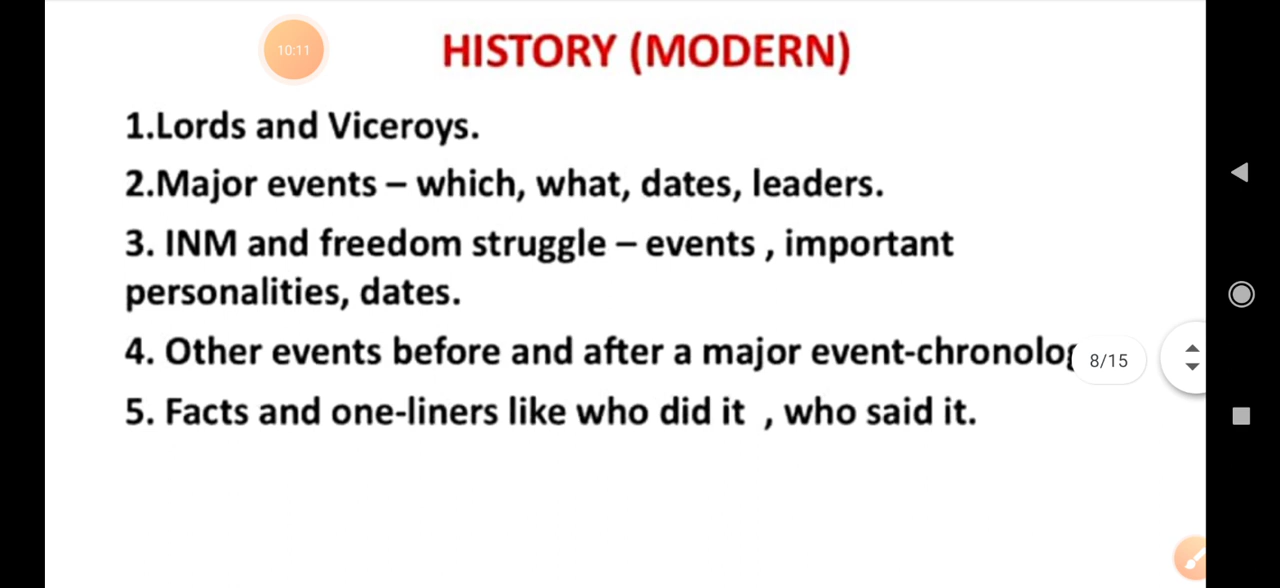 10:11
HISTORY (MODERN)
1.Lords and Viceroys.
2.Major events – which, what, dates, leaders.
3. INM and freedom struggle – events , important
personalities, dates.
4. Other events before and after a major event-chronolog
8/15
5. Facts and one-liners like who did it , who said it.